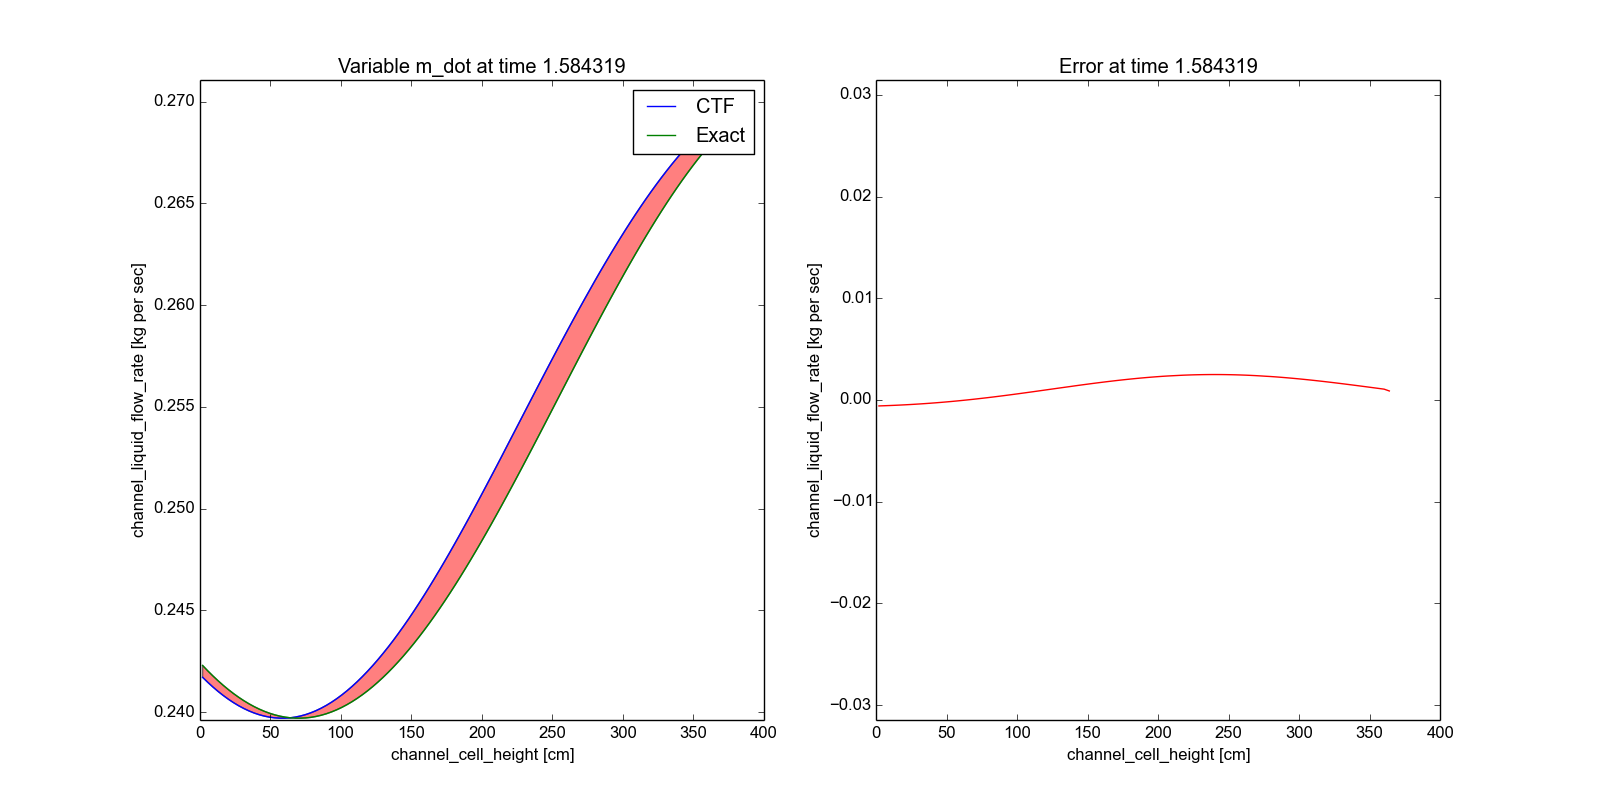 Variable m_dot at time 1.584319
CTF
Exact
0.270
0.265
0.260
0.255
0.250
0.245
0.240
channel_liquid_flow_rate [kg per sec]
0 50 100 150 200 250 300 350 400
channel_cell_height [cm]
Error at time 1.584319
0.03
0.02
0.01
0.00
−0.01
−0.02
−0.03
channel_liquid_flow_rate [kg per sec]
0 50 100 150 200 250 300 350 400
channel_cell_height [cm]